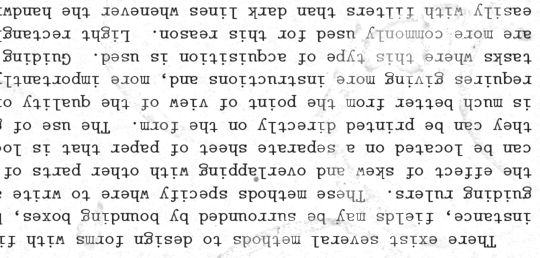 There exist several methods to design forms with fi
instance, fields may be surrounded by bounding boxes,
guiding rulers. These methods specify where to write
the effect of skew and overlapping with other parts of
can be located on a separate sheet of paper that is loc
they can be printed directly on the form. The use of g
is much better from the point of view of the quality o
requires giving more instructions and, more importantl
tasks where this type of acquisition is used. Guiding
are more commonly used for this reason. Light rectang
easily with filters than dark lines whenever the handw